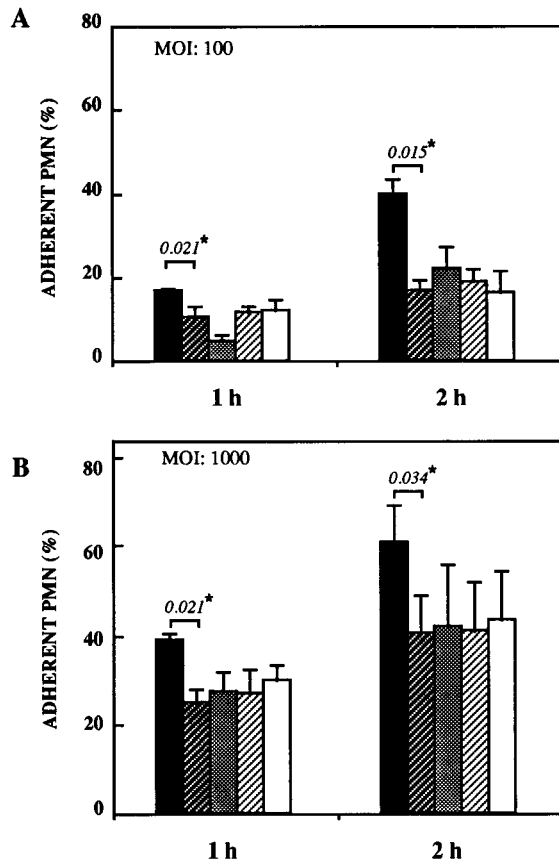 A
80
MOI: 100
60
ADHERENT PMN (%)
0.015*
40
0.021*
20
0
1 h
2 h
B
80
MOI: 1000
0.034*
60
ADHERENT PMN (%)
0.021*
40
20
0
1 h
2 h